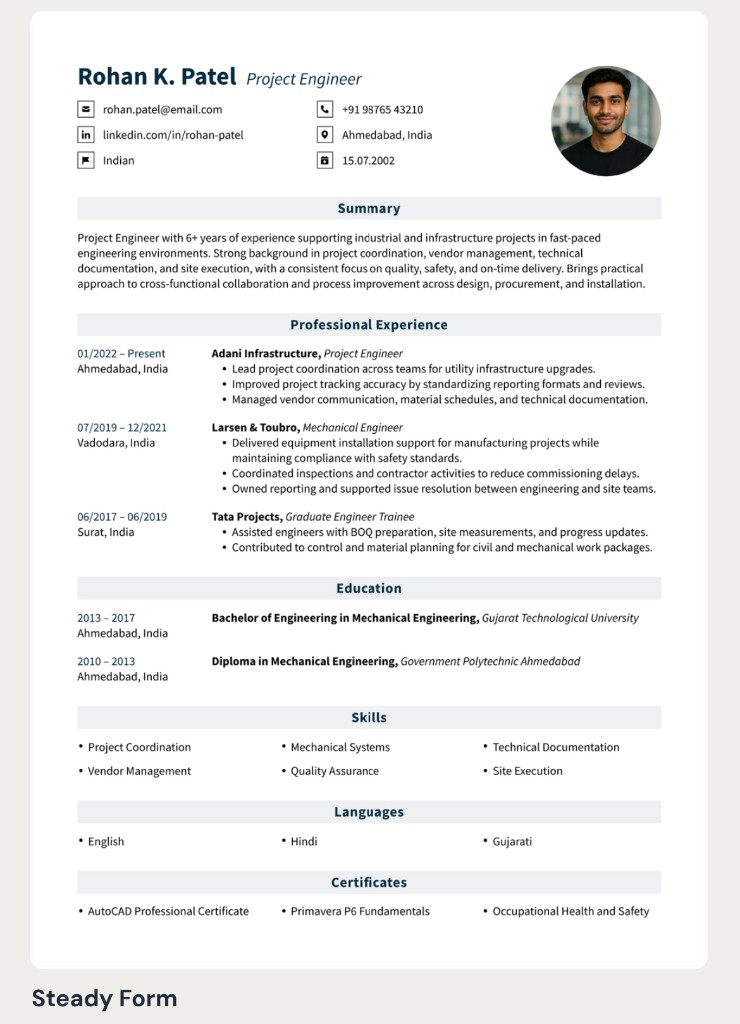 Rohan K. Patel Project Engineer
rohan.patel@email.com
+91 98765 43210
in linkedin.com/in/rohan-patel
Ahmedabad, India
Indian
15.07.2002
Summary
Project Engineer with 6+ years of experience supporting industrial and infrastructure projects in fast-paced
engineering environments. Strong background in project coordination, vendor management, technical
documentation, and site execution, with a consistent focus on quality, safety, and on-time delivery. Brings practical
approach to cross-functional collaboration and process improvement across design, procurement, and installation.
Professional Experience
01/2022 – Present
Ahmedabad, India
Adani Infrastructure, Project Engineer
• Lead project coordination across teams for utility infrastructure upgrades.
• Improved project tracking accuracy by standardizing reporting formats and reviews.
• Managed vendor communication, material schedules, and technical documentation.
07/2019 – 12/2021
Vadodara, India
Larsen & Toubro, Mechanical Engineer
• Delivered equipment installation support for manufacturing projects while
maintaining compliance with safety standards.
• Coordinated inspections and contractor activities to reduce commissioning delays.
• Owned reporting and supported issue resolution between engineering and site teams.
06/2017 – 06/2019
Surat, India
Tata Projects, Graduate Engineer Trainee
• Assisted engineers with BOQ preparation, site measurements, and progress updates.
• Contributed to control and material planning for civil and mechanical work packages.
Education
2013 – 2017
Ahmedabad, India
Bachelor of Engineering in Mechanical Engineering, Gujarat Technological University
2010 – 2013
Ahmedabad, India
Diploma in Mechanical Engineering, Government Polytechnic Ahmedabad
Skills
• Project Coordination
• Mechanical Systems
• Technical Documentation
• Vendor Management
• Quality Assurance
• Site Execution
Languages
• English
• Hindi
• Gujarati
Certificates
• AutoCAD Professional Certificate
• Primavera P6 Fundamentals
• Occupational Health and Safety
Steady Form